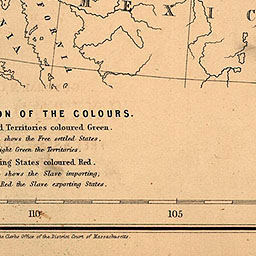 MEXIC
IFORNIA
ON OF THE COLOURS.
d Territories coloured Green.
shows the Free settled States,
ight Green the Territories.
ing States coloured Red.
shows the Slave importing,
Red the Slave exporting States.
110 105
he Clerks Office of the District Court of Massachusetts.